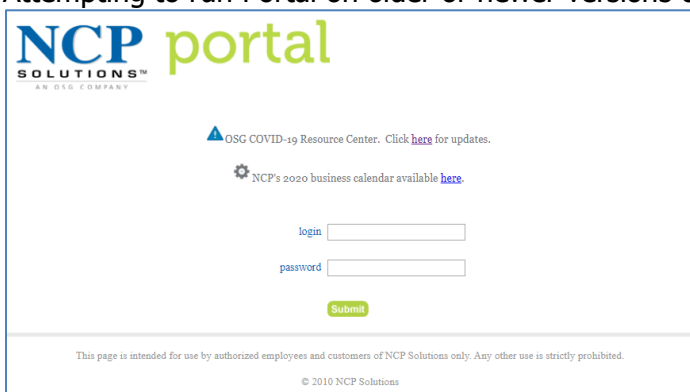 Attempting to run Portal on older or newer versions
NCP portal
SOLUTIONS™
AN OSG COMPANY
OSG COVID-19 Resource Center. Click here for updates.
NCP's 2020 business calendar available here.
login
password
Submit
This page is intended for use by authorized employees and customers of NCP Solutions only. Any other use is strictly prohibited.
© 2010 NCP Solutions